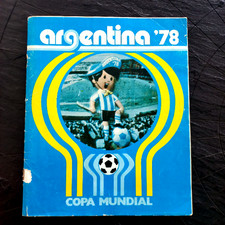 argentina '78
COPA MUNDIAL